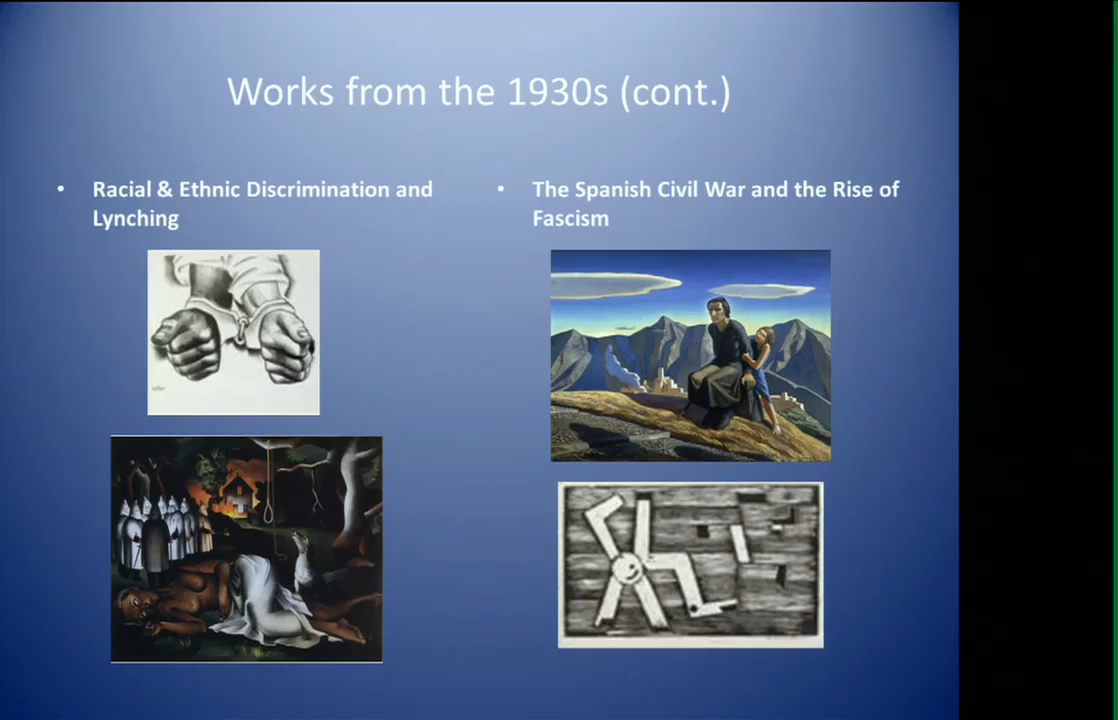 Works from the 1930s (cont.)
• Racial & Ethnic Discrimination and
Lynching
• The Spanish Civil War and the Rise of
Fascism